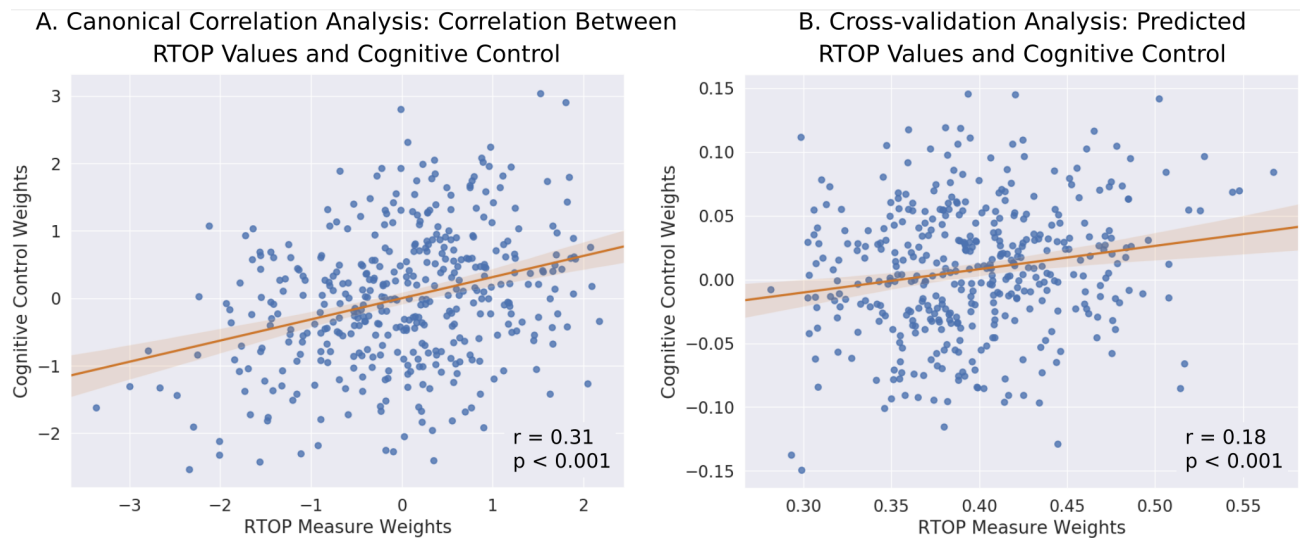 A. Canonical Correlation Analysis: Correlation Between
RTOP Values and Cognitive Control
3
2
1
0
−1
−2
Cognitive Control Weights
r = 0.31
p < 0.001
−3
−2
−1
0
1
2
RTOP Measure Weights
B. Cross-validation Analysis: Predicted
RTOP Values and Cognitive Control
0.15
0.10
0.05
0.00
−0.05
−0.10
−0.15
Cognitive Control Weights
r = 0.18
p < 0.001
0.30
0.35
0.40
0.45
0.50
0.55
RTOP Measure Weights